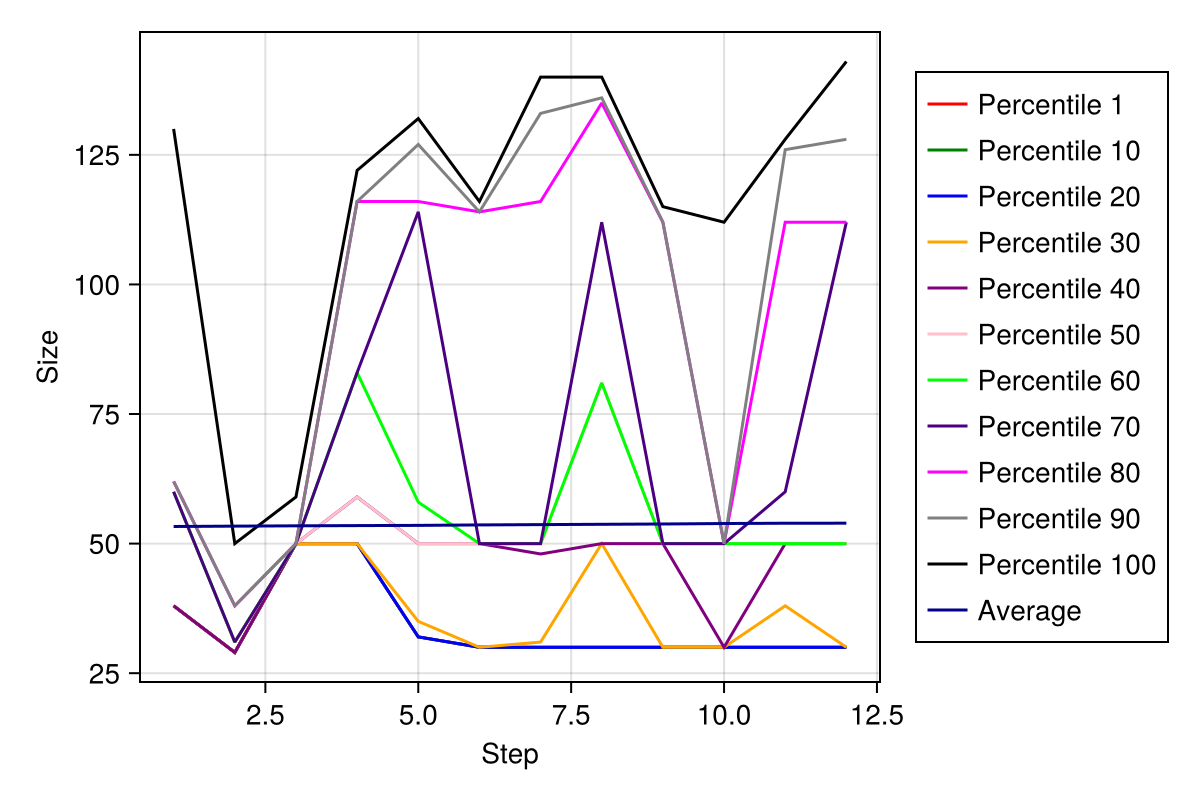 125
100
75
50
25
Size
2.5 5.0 7.5 10.0 12.5
Step
Percentile 1
Percentile 10
Percentile 20
Percentile 30
Percentile 40
Percentile 50
Percentile 60
Percentile 70
Percentile 80
Percentile 90
Percentile 100
Average